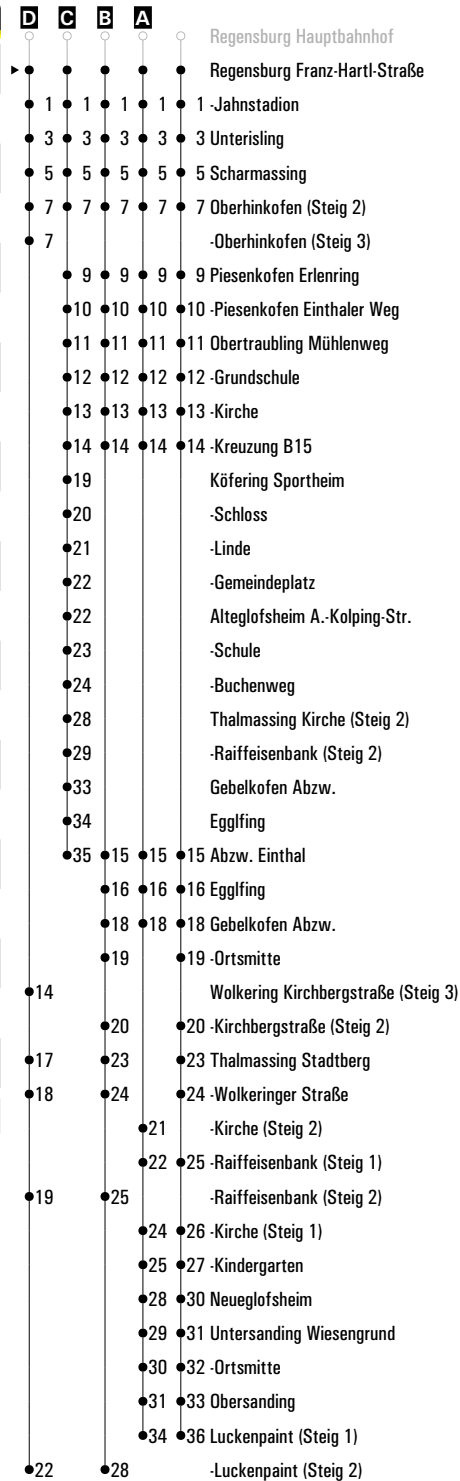 D C B A
Regensburg Hauptbahnhof
Regensburg Franz-Hartl-Straße
1 1 1 1 1 -Jahnstadion
3 3 3 3 3 Unterisling
5 5 5 5 5 Scharmassing
7 7 7 7 7 Oberhinkofen (Steig 2)
7 -Oberhinkofen (Steig 3)
9 9 9 9 Piesenkofen Erlenring
10 10 10 10 -Piesenkofen Einthaler Weg
11 11 11 11 Obertraubling Mühlenweg
12 12 12 12 -Grundschule
13 13 13 13 -Kirche
14 14 14 14 -Kreuzung B15
19 Köfering Sportheim
20 -Schloss
21 -Linde
22 -Gemeindeplatz
22 Alteglofsheim A.-Kolping-Str.
23 -Schule
24 -Buchenweg
28 Thalmassing Kirche (Steig 2)
29 -Raiffeisenbank (Steig 2)
33 Gebelkofen Abzw.
34 Egglfing
35 15 15 15 Abzw. Einthal
16 16 16 Egglfing
18 18 18 Gebelkofen Abzw.
19 19 -Ortsmitte
14 Wolkering Kirchbergstraße (Steig 3)
20 20 -Kirchbergstraße (Steig 2)
17 23 23 Thalmassing Stadtberg
18 24 24 -Wolkeringer Straße
21 -Kirche (Steig 2)
22 25 -Raiffeisenbank (Steig 1)
19 25 -Raiffeisenbank (Steig 2)
24 26 -Kirche (Steig 1)
25 27 -Kindergarten
28 30 Neueglofsheim
29 31 Untersanding Wiesengrund
30 32 -Ortsmitte
31 33 Obersanding
34 36 Luckenpaint (Steig 1)
22 28 -Luckenpaint (Steig 2)